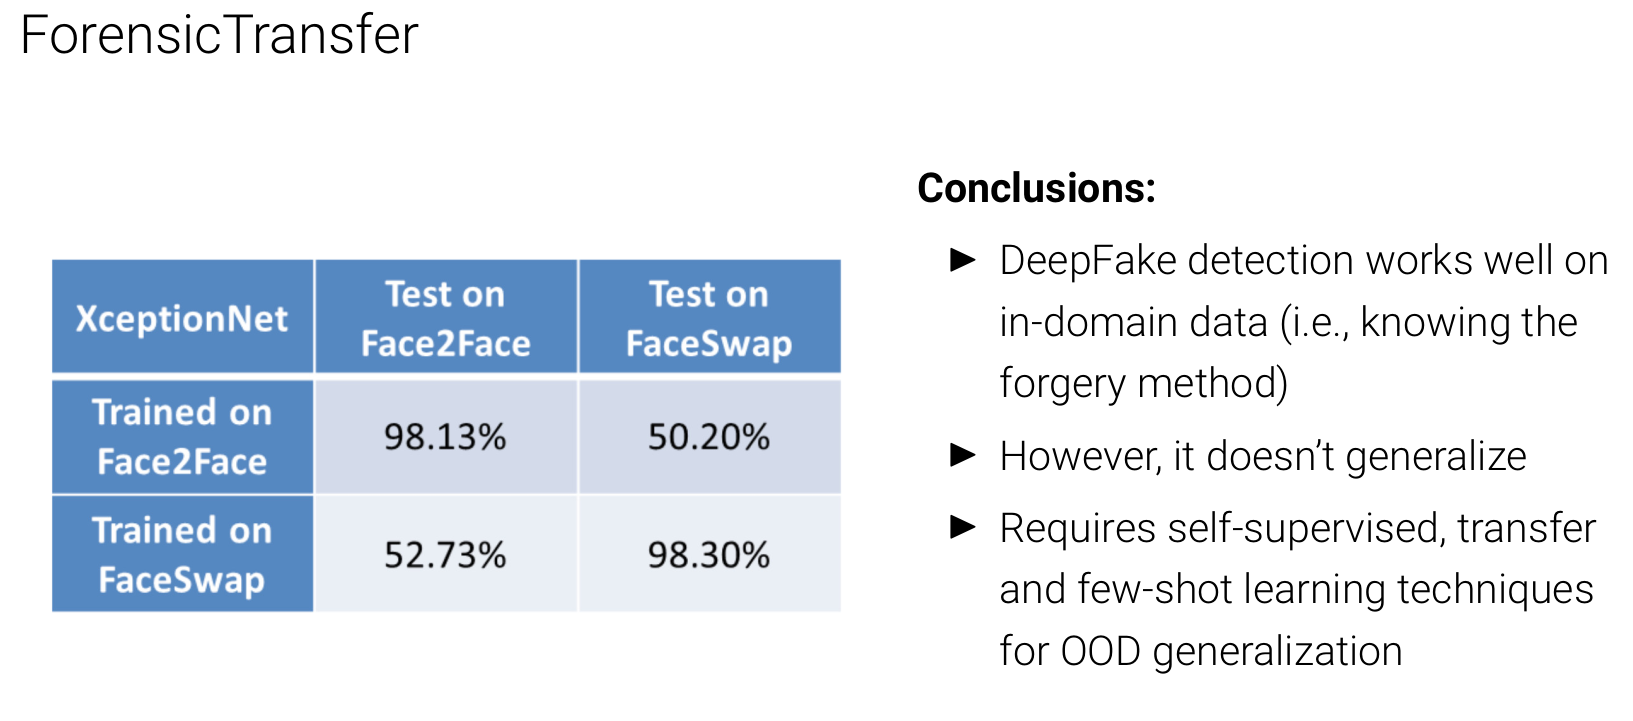 ForensicTransfer
XceptionNet
Test on
Face2Face
Test on
FaceSwap
Trained on
Face2Face
98.13%
50.20%
Trained on
FaceSwap
52.73%
98.30%
Conclusions:
► DeepFake detection works well on
in-domain data (i.e., knowing the
forgery method)
► However, it doesn’t generalize
► Requires self-supervised, transfer
and few-shot learning techniques
for OOD generalization